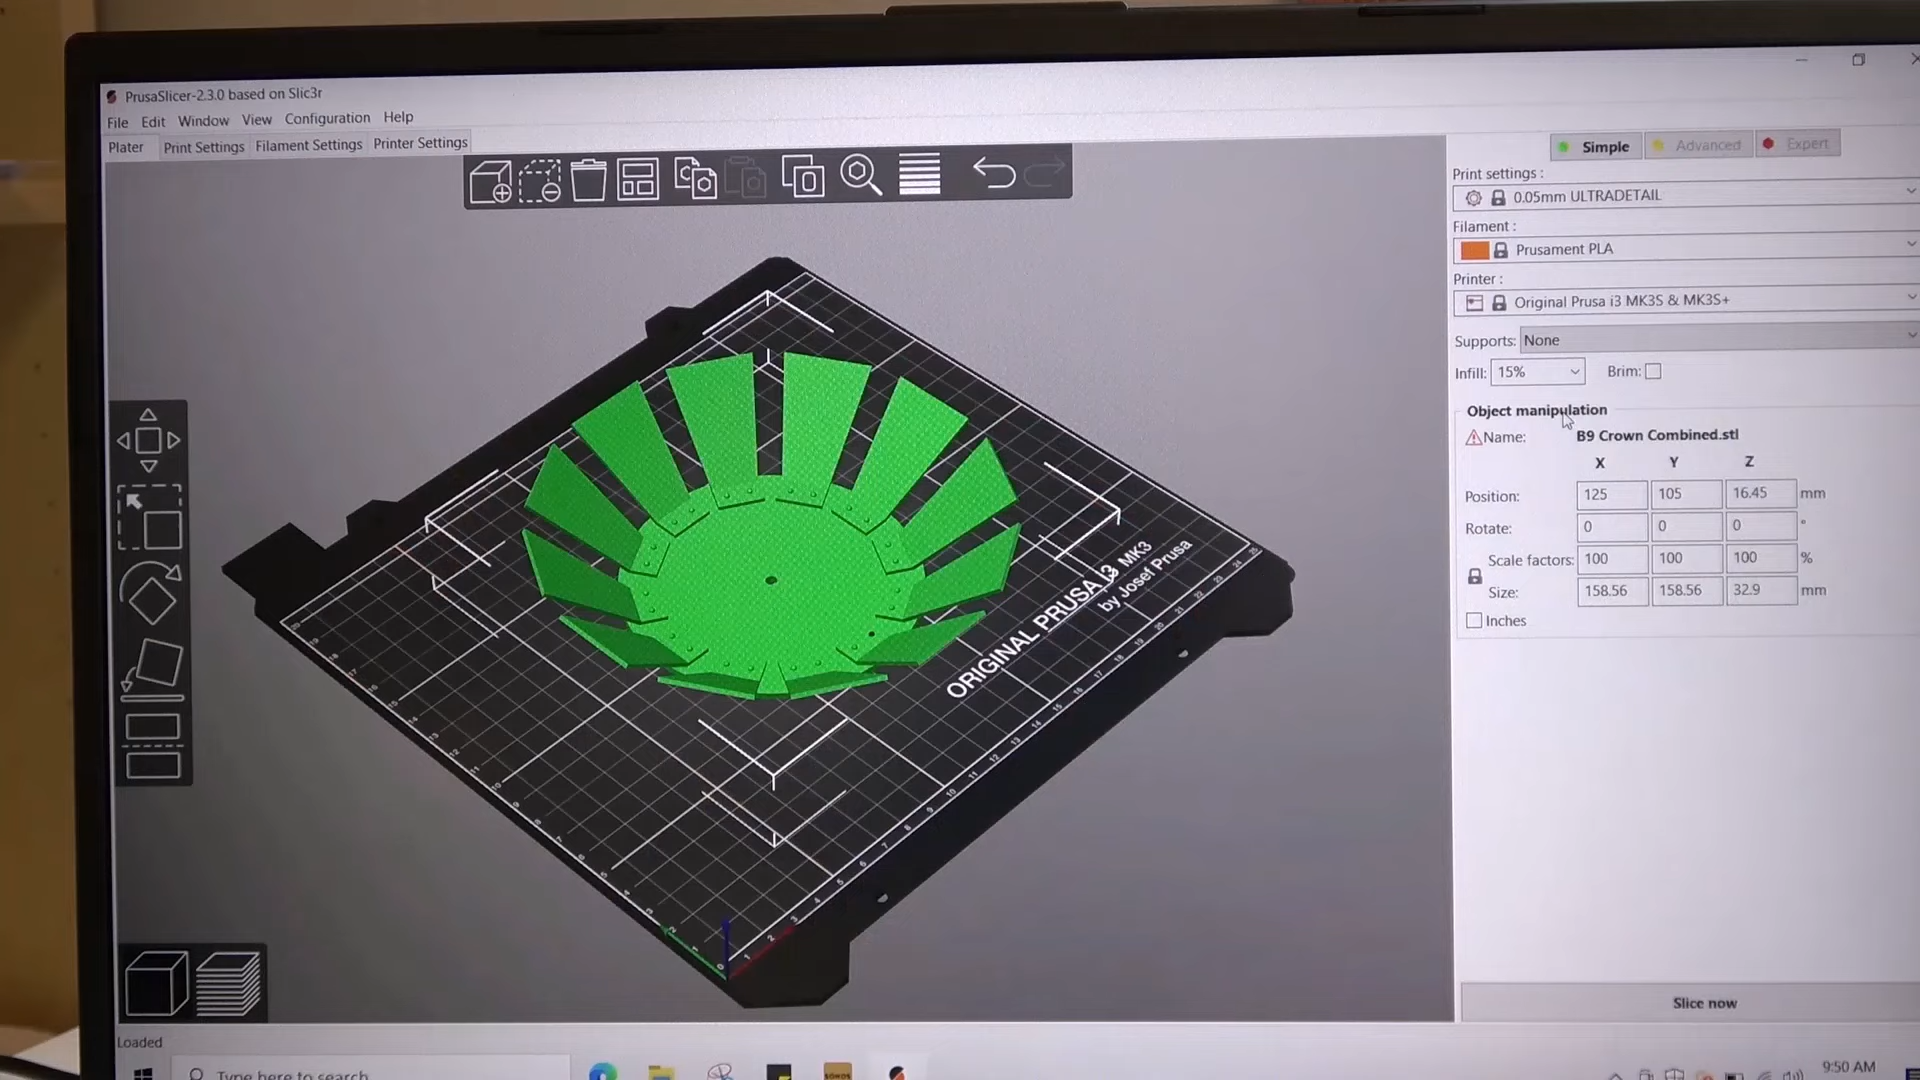 PrusaSlicer-2.3.0 based on Slic3r
File Edit Window View Configuration Help
Plater Print Settings Filament Settings Printer Settings
Simple Advanced Expert
Print settings :
0.05mm ULTRADETAIL
Filament :
Prusament PLA
Printer :
Original Prusa i3 MK3S & MK3S+
Supports: None
Infill: 15% Brim:
Object manipulation
Name: B9 Crown Combined.stl
X Y Z
Position: 125 105 16.45 mm
Rotate: 0 0 0 °
Scale factors: 100 100 100 %
Size: 158.56 158.56 32.9 mm
Inches
ORIGINAL PRUSA i3 MK3
by Josef Prusa
Slice now
Loaded
Type here to search
SONOS
9:50 AM